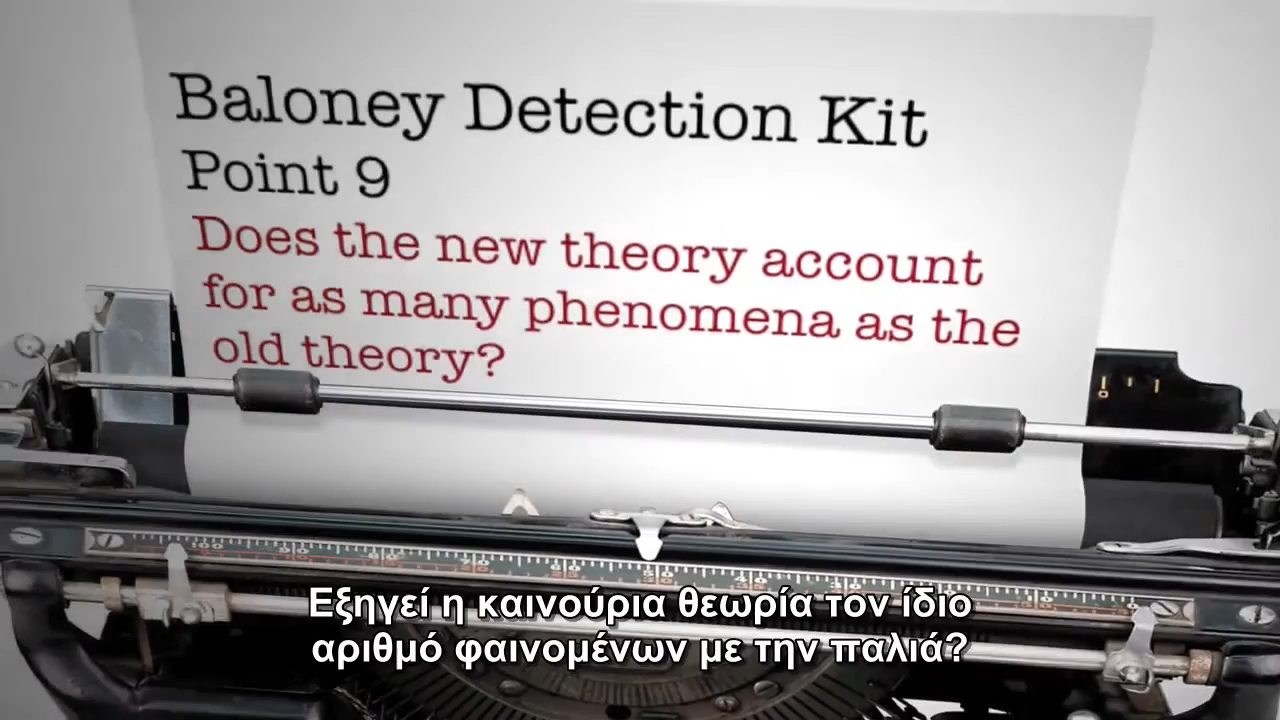 Baloney Detection Kit
Point 9
Does the new theory account
for as many phenomena as the
old theory?
Εξηγεί η καινούρια θεωρία τον ίδιο
αριθμό φαινομένων με την παλιά?